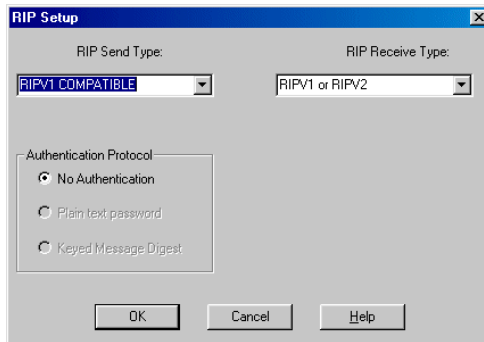 RIP Setup
RIP Send Type: RIP Receive Type:
RIPV1 COMPATIBLE RIPV1 or RIPV2
Authentication Protocol
No Authentication
Plain text password
Keyed Message Digest
OK Cancel Help